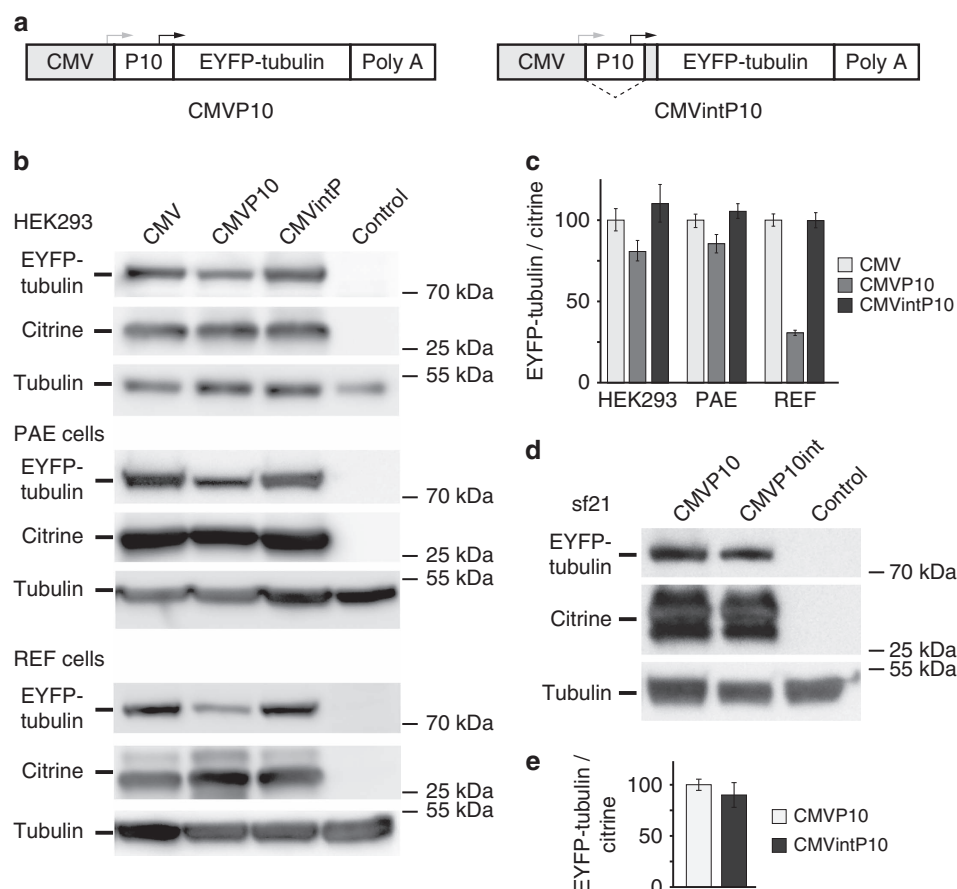 a
CMV P10 EYFP-tubulin Poly A
CMVP10
CMV P10 EYFP-tubulin Poly A
CMVintP10
b
HEK293
CMV CMVP10 CMVintP Control
EYFP-
tubulin
70 kDa
Citrine
25 kDa
Tubulin
55 kDa
PAE cells
EYFP-
tubulin
70 kDa
Citrine
25 kDa
Tubulin
55 kDa
REF cells
EYFP-
tubulin
70 kDa
Citrine
25 kDa
Tubulin
55 kDa
c
EYFP-tubulin / citrine
100
50
0
HEK293 PAE REF
CMV
CMVP10
CMVintP10
d
sf21
CMVP10 CMVP10int Control
EYFP-
tubulin
70 kDa
Citrine
25 kDa
Tubulin
55 kDa
e
EYFP-tubulin /
citrine
100
50
0
CMVP10
CMVintP10